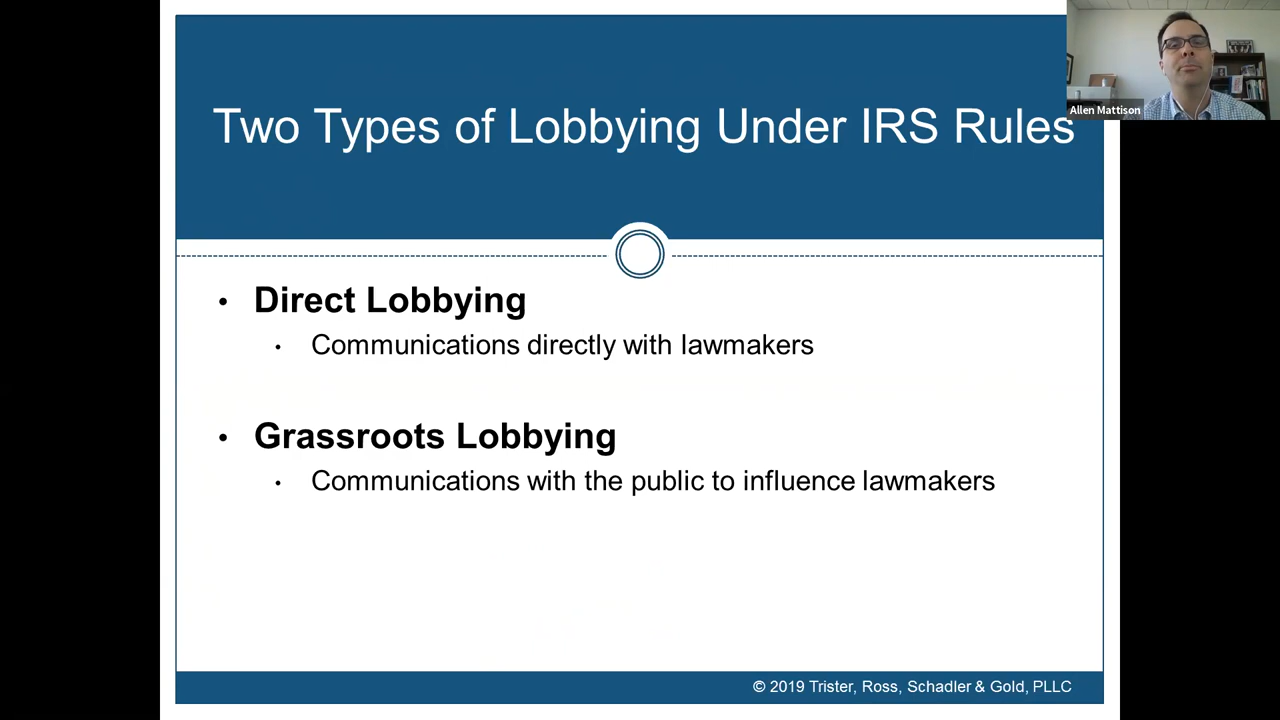 Two Types of Lobbying Under IRS Rules
Allen Mattison
• Direct Lobbying
• Communications directly with lawmakers
• Grassroots Lobbying
• Communications with the public to influence lawmakers
© 2019 Trister, Ross, Schadler & Gold, PLLC